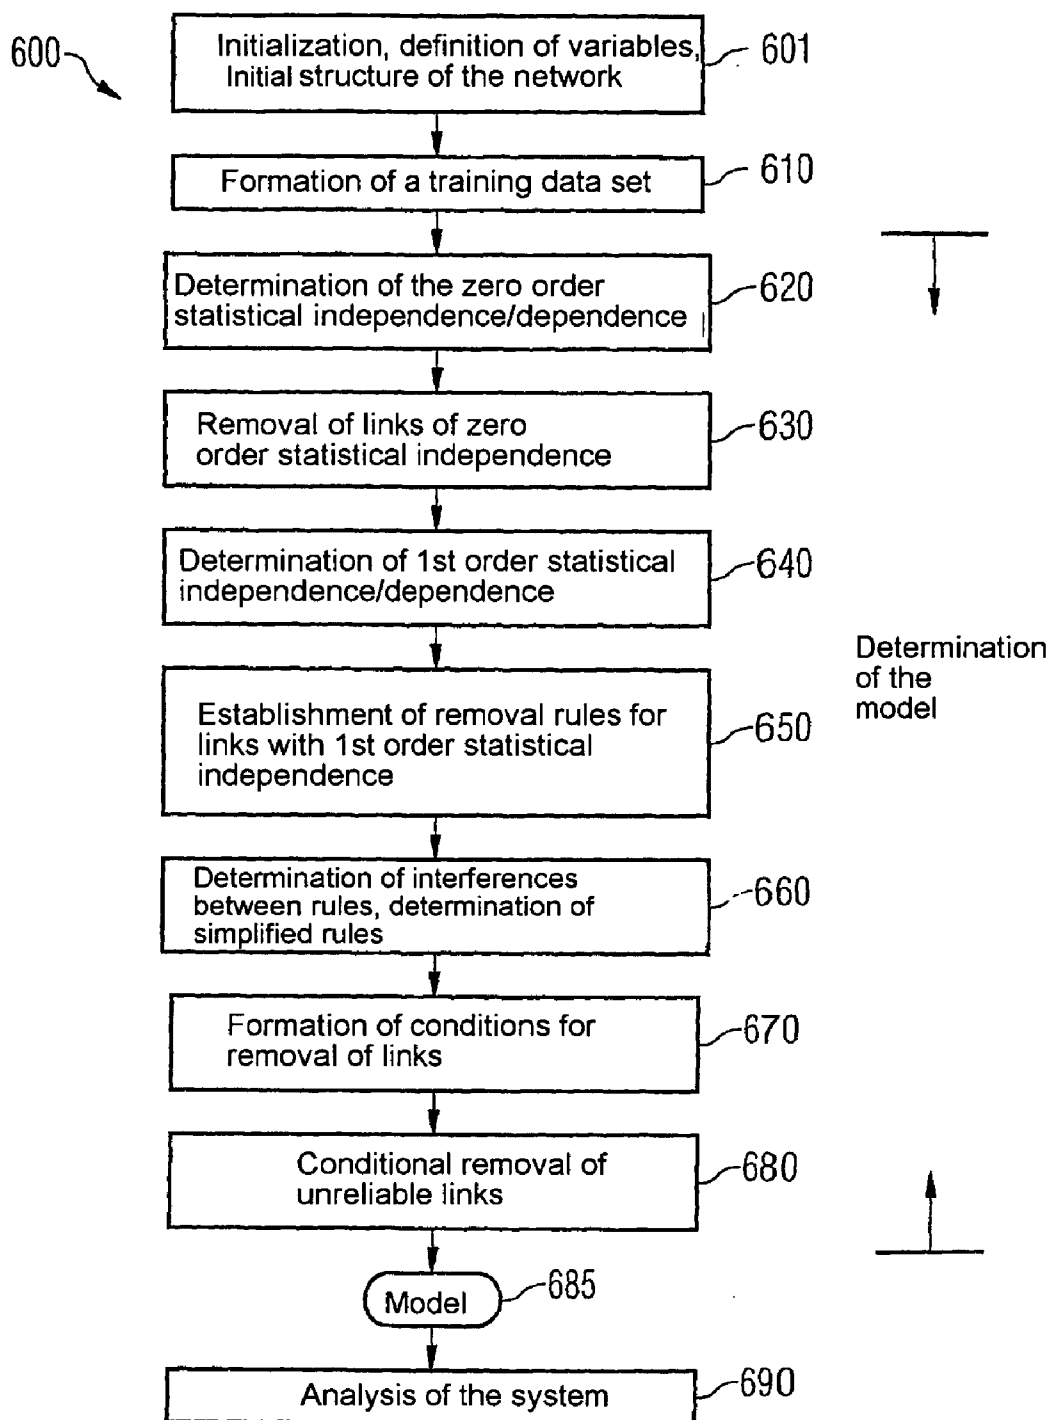 600
Initialization, definition of variables,
Initial structure of the network
601
Formation of a training data set
610
Determination of the zero order
statistical independence/dependence
620
Removal of links of zero
order statistical independence
630
Determination of 1st order statistical
independence/dependence
640
Determination
of the
model
Establishment of removal rules for
links with 1st order statistical
independence
650
Determination of interferences
between rules, determination of
simplified rules
660
Formation of conditions for
removal of links
670
Conditional removal of
unreliable links
680
Model
685
Analysis of the system
690